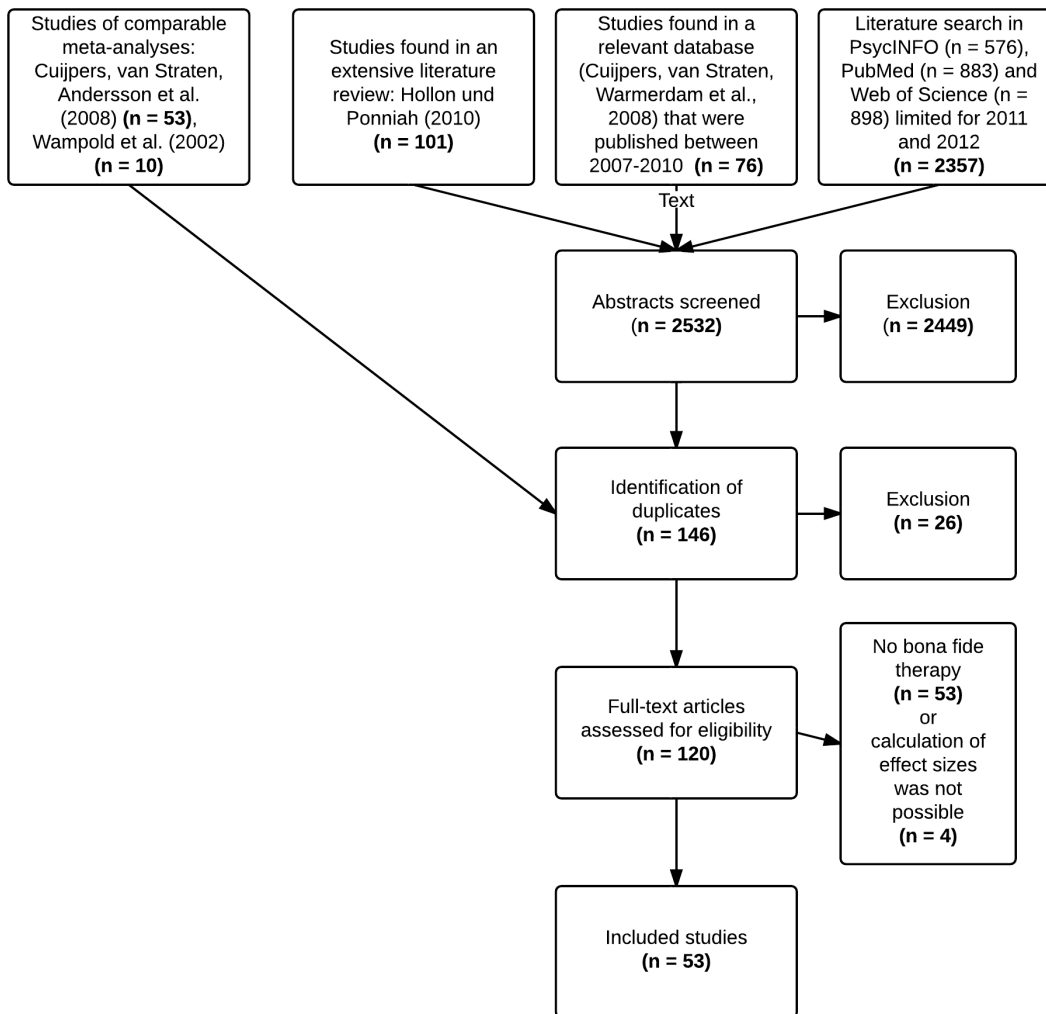 Studies of comparable
meta-analyses:
Cuijpers, van Straten,
Andersson et al.
(2008) (n = 53),
Wampold et al. (2002)
(n = 10)
Studies found in an
extensive literature
review: Hollon und
Ponniah (2010)
(n = 101)
Studies found in a
relevant database
(Cuijpers, van Straten,
Warmerdam et al.,
2008) that were
published between
2007-2010 (n = 76)
Literature search in
PsycINFO (n = 576),
PubMed (n = 883) and
Web of Science (n =
898) limited for 2011
and 2012
(n = 2357)
Text
Abstracts screened
(n = 2532)
Exclusion
(n = 2449)
Identification of
duplicates
(n = 146)
Exclusion
(n = 26)
Full-text articles
assessed for eligibility
(n = 120)
No bona fide
therapy
(n = 53)
or
calculation of
effect sizes
was not
possible
(n = 4)
Included studies
(n = 53)